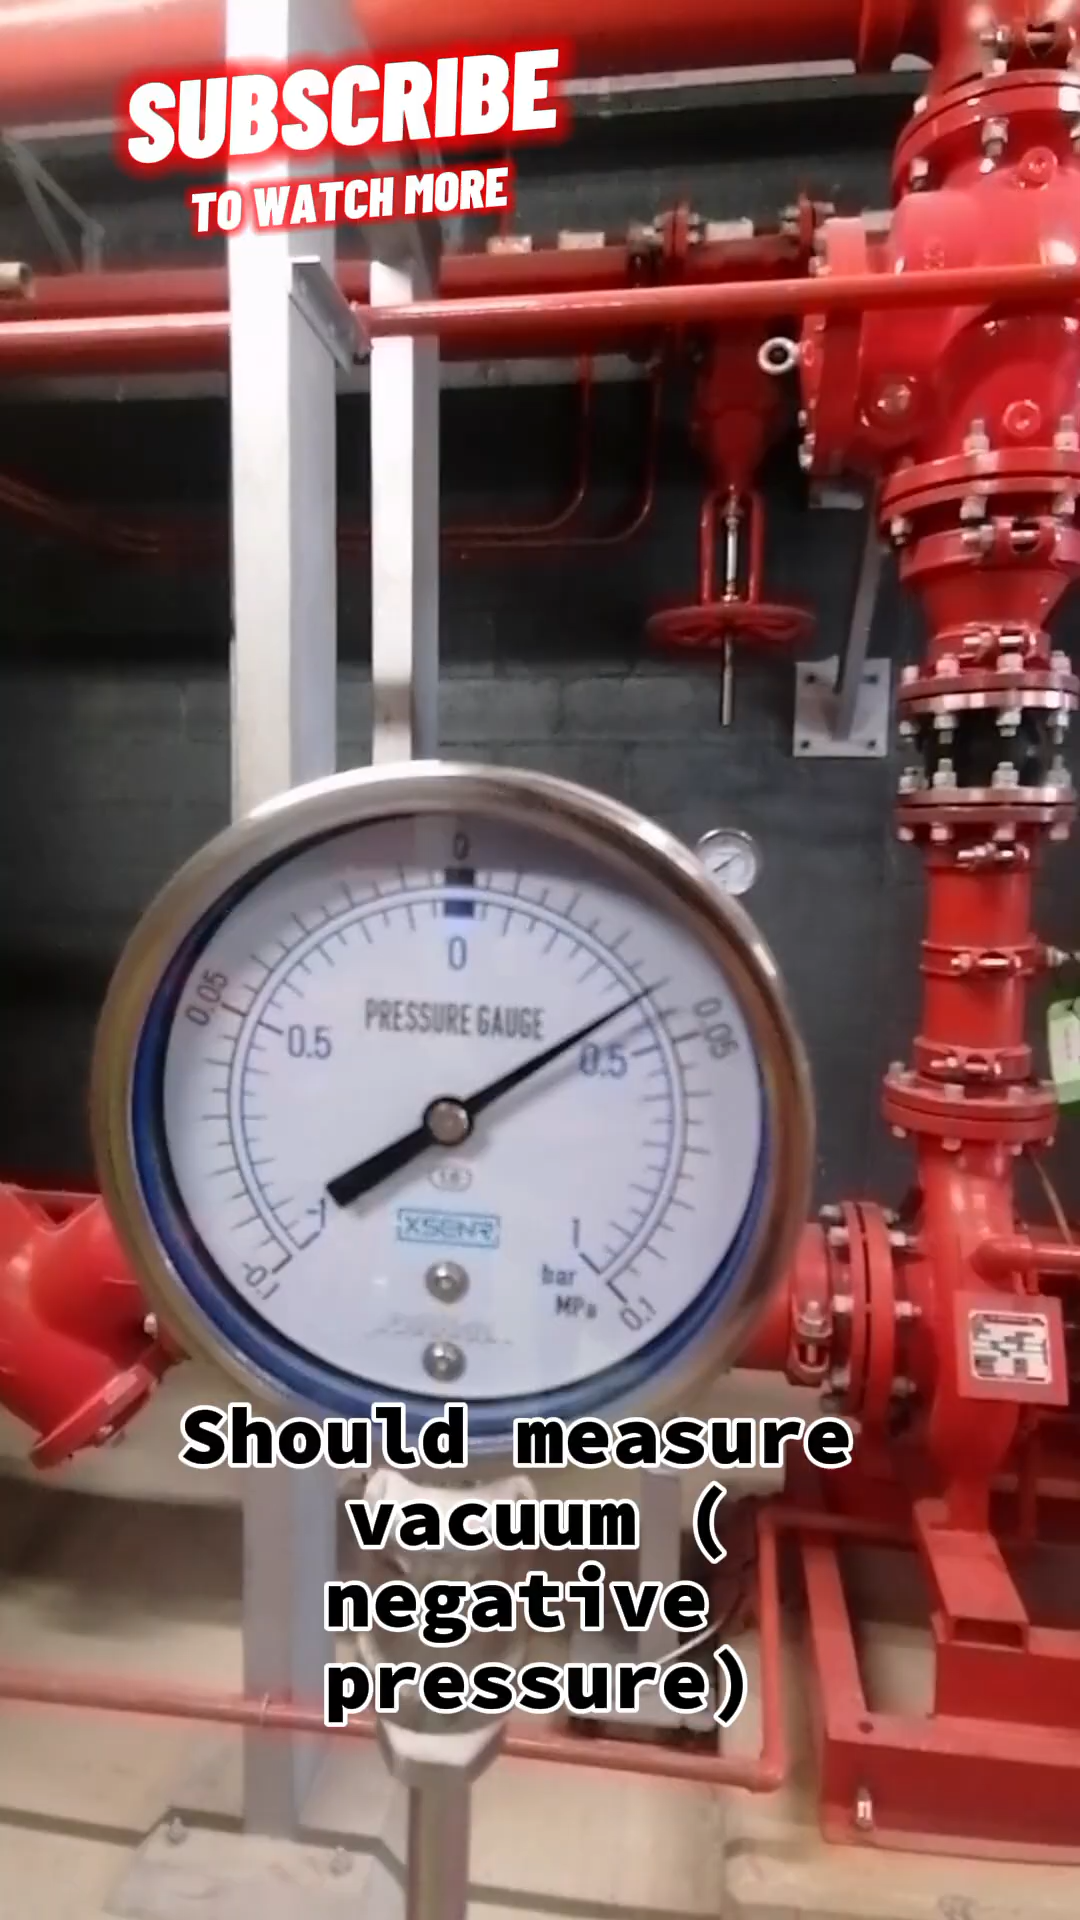 SUBSCRIBE
TO WATCH MORE
0
0
0.05
0.05
PRESSURE GAUGE
0.5
0.5
1.6
XSENR
1
-0.1
bar
MPa
0.1
Should measure
vacuum (
negative
pressure)